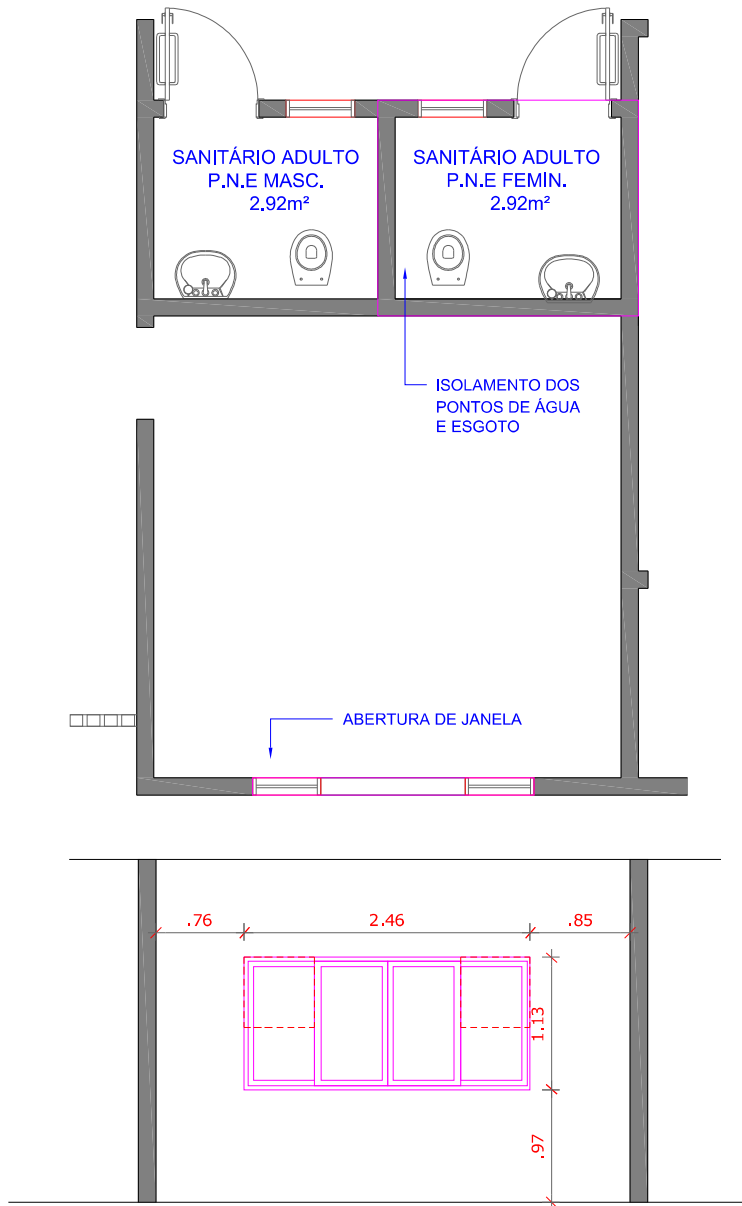 SANITÁRIO ADULTO
P.N.E MASC.
2.92m²
SANITÁRIO ADULTO
P.N.E FEMIN.
2.92m²
ISOLAMENTO DOS
PONTOS DE ÁGUA
E ESGOTO
ABERTURA DE JANELA
.76
2.46
.85
1.13
.97